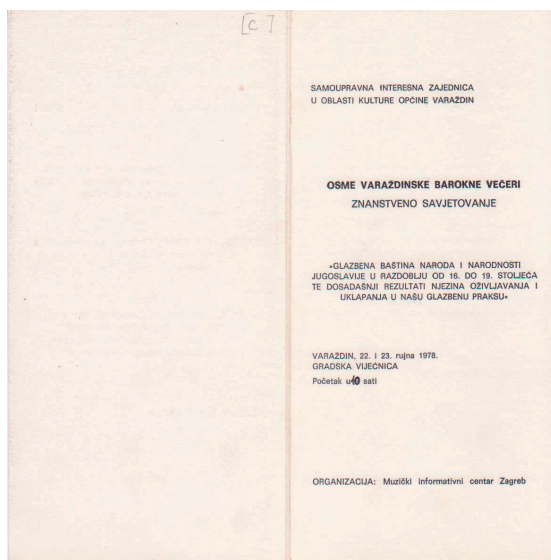 [C]
SAMOUPRAVNA INTERESNA ZAJEDNICA
U OBLASTI KULTURE OPĆINE VARAŽDIN
OSME VARAŽDINSKE BAROKNE VEČERI
ZNANSTVENO SAVJETOVANJE
»GLAZBENA BAŠTINA NARODA I NARODNOSTI
JUGOSLAVIJE U RAZDOBLJU OD 16. DO 19. STOLJEĆA
TE DOSADAŠNJI REZULTATI NJEZINA OŽIVLJAVANJA I
UKLAPANJA U NAŠU GLAZBENU PRAKSU«
VARAŽDIN, 22. i 23. rujna 1978.
GRADSKA VIJEĆNICA
Početak u 10 sati
ORGANIZACIJA: Muzički informativni centar Zagreb